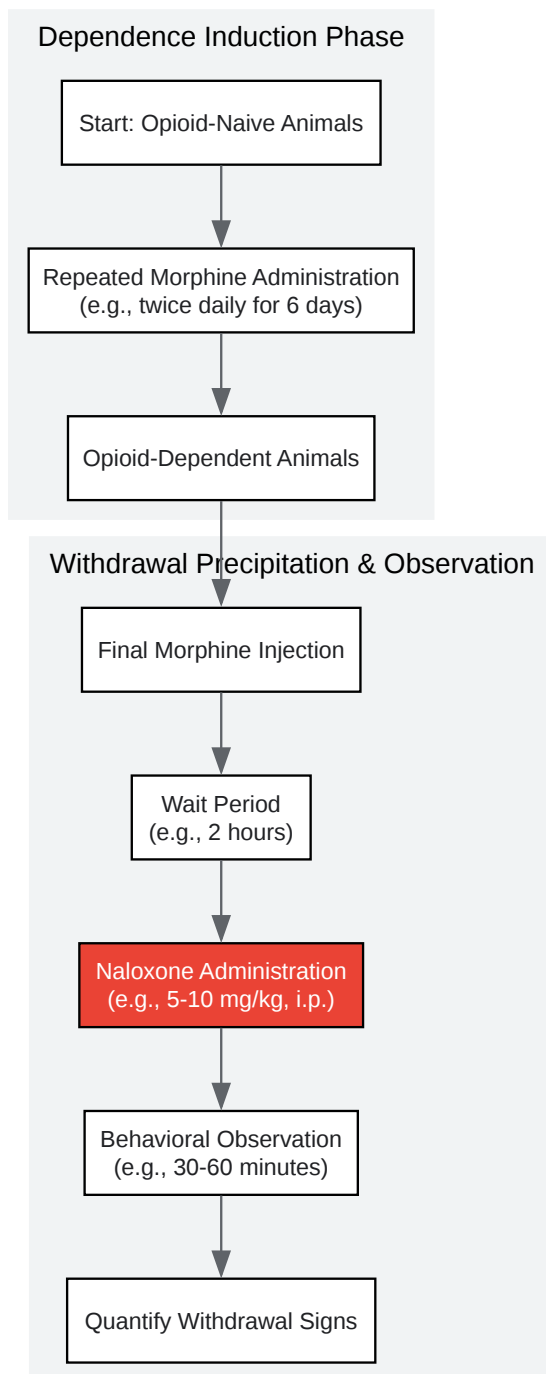 Dependence Induction Phase
Start: Opioid-Naive Animals
Repeated Morphine Administration
(e.g., twice daily for 6 days)
Opioid-Dependent Animals
Withdrawal Precipitation & Observation
Final Morphine Injection
Wait Period
(e.g., 2 hours)
Naloxone Administration
(e.g., 5-10 mg/kg, i.p.)
Behavioral Observation
(e.g., 30-60 minutes)
Quantify Withdrawal Signs